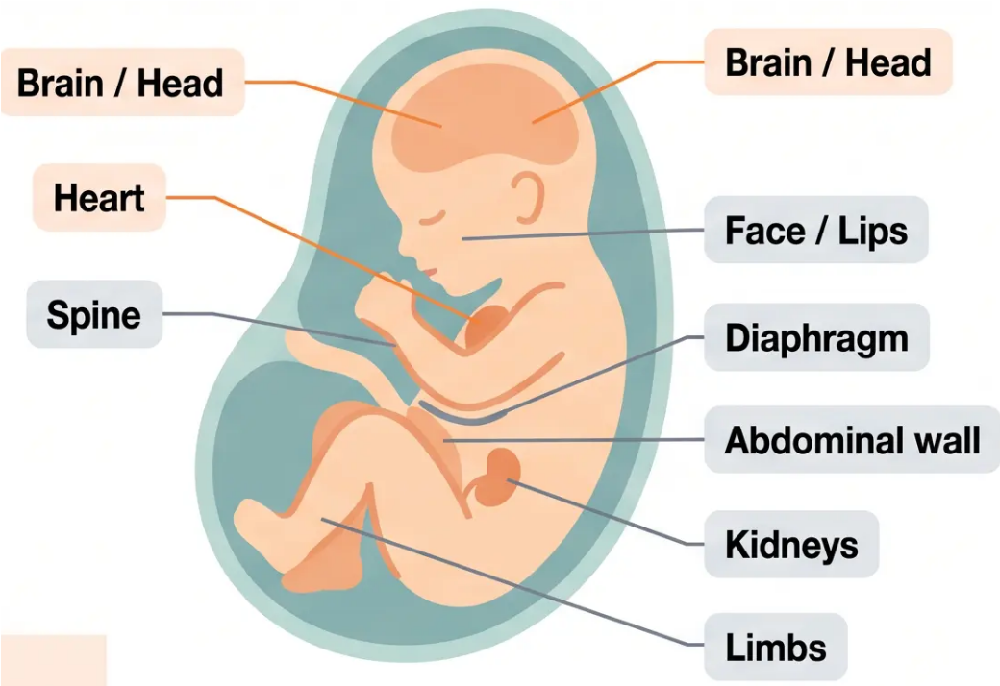 Brain / Head
Brain / Head
Heart
Face / Lips
Spine
Diaphragm
Abdominal wall
Kidneys
Limbs